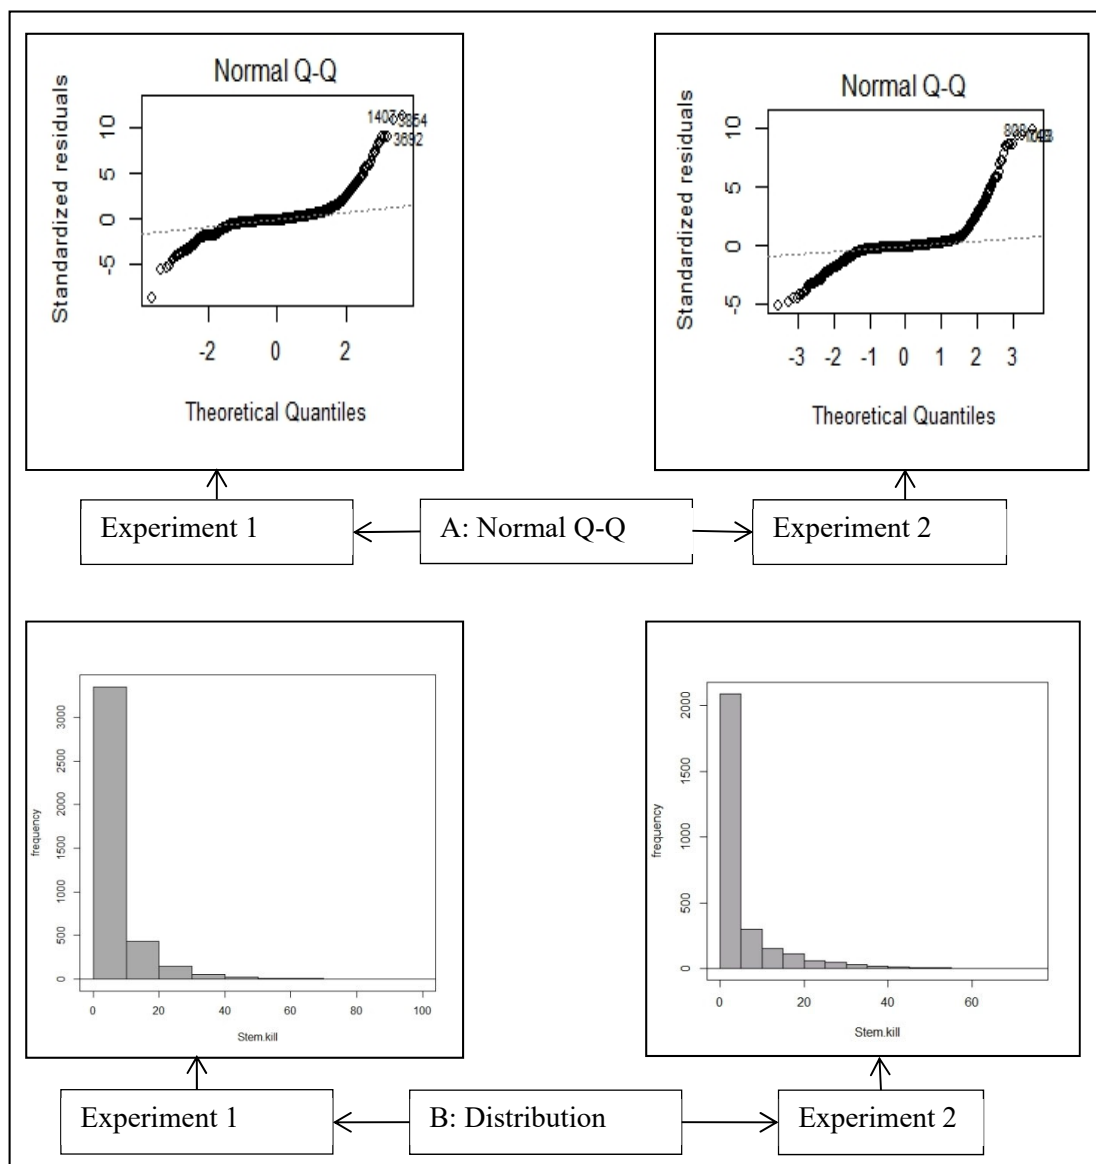 Normal Q-Q
Standardized residuals
10
5
0
-5
1407
3692
-2 0 2
Theoretical Quantiles
Normal Q-Q
Standardized residuals
10
5
0
-5
-3 -2 -1 0 1 2 3
Theoretical Quantiles
Experiment 1
A: Normal Q-Q
Experiment 2
frequency
3000
2500
2000
1500
1000
500
0
0 20 40 60 80 100
Stem.kill
frequency
2000
1500
1000
500
0
0 20 40 60
Stem.kill
Experiment 1
B: Distribution
Experiment 2